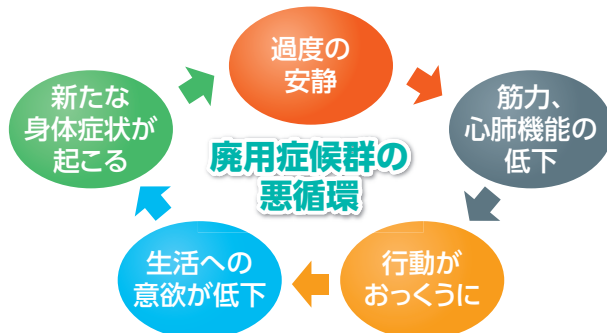 過度の
安静
筋力、
心肺機能の
低下
行動が
おっくうに
生活への
意欲が低下
新たな
身体症状が
起こる
廃用症候群の
悪循環